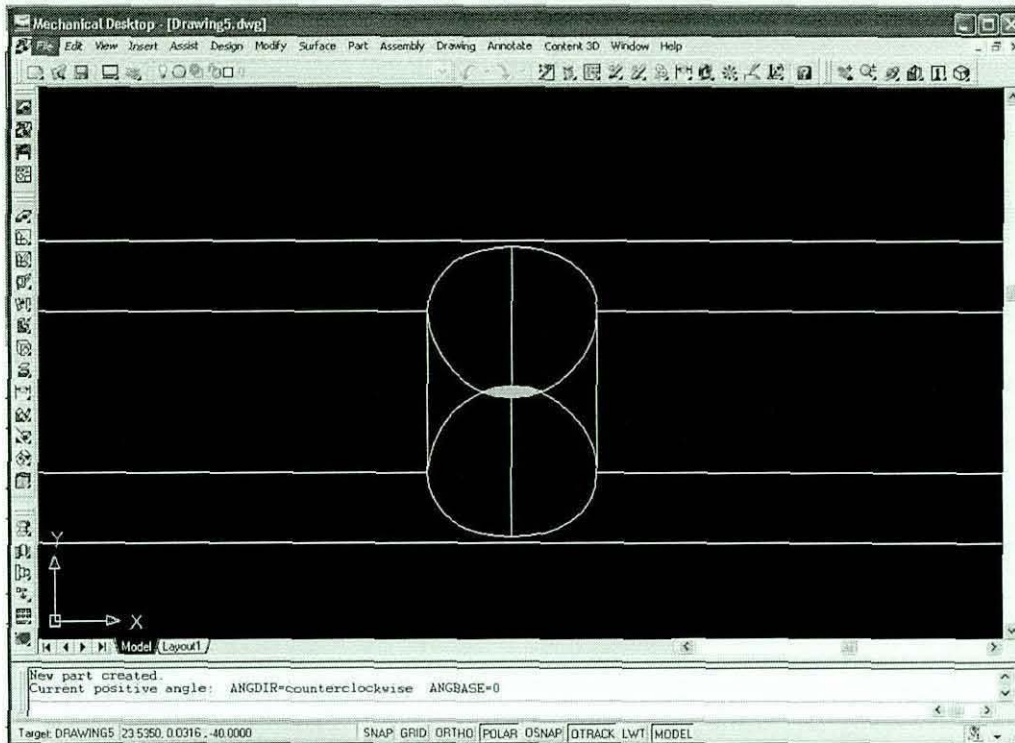 Mechanical Desktop - [Drawing5.dwg]
File Edit View Insert Assist Design Modify Surface Part Assembly Drawing Annotate Content 3D Window Help
Y
X
Model Layout1
New part created.
Current positive angle: ANGDIR=counterclockwise ANGBASE=0
Target: DRAWING5 23.5350, 0.0316, -40.0000 SNAP GRID ORTHO POLAR OSNAP OTRACK LWT MODEL